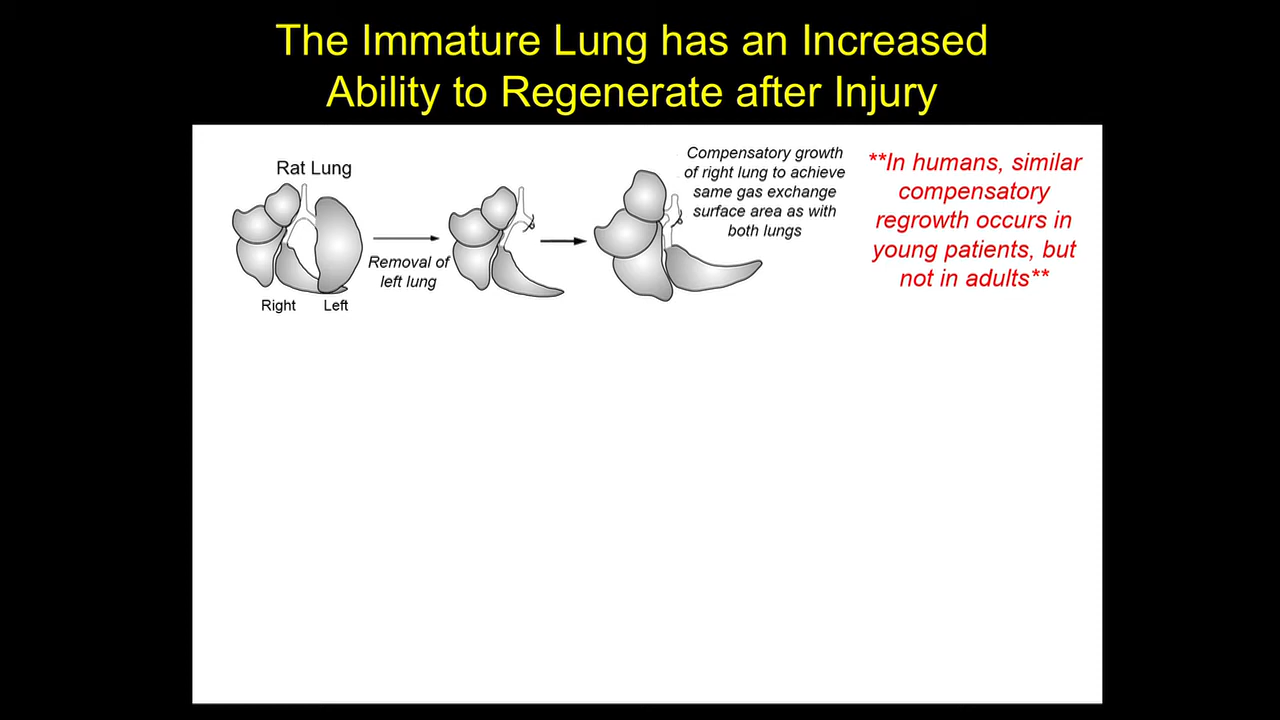 The Immature Lung has an Increased
Ability to Regenerate after Injury
Rat Lung
Right
Left
Removal of
left lung
Compensatory growth
of right lung to achieve
same gas exchange
surface area as with
both lungs
**In humans, similar
compensatory
regrowth occurs in
young patients, but
not in adults**